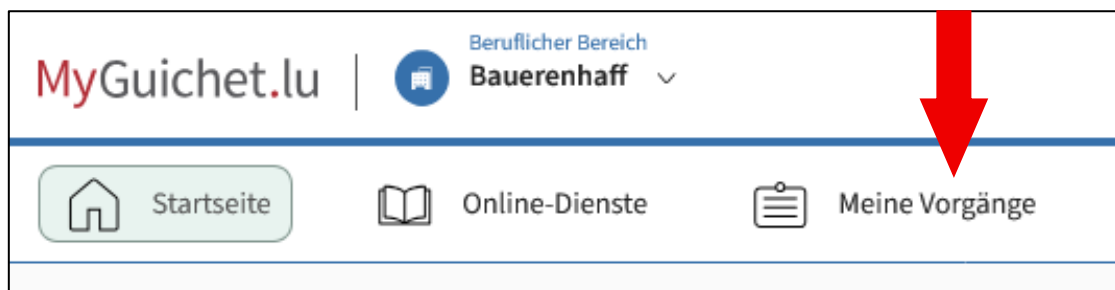 Beruflicher Bereich
MyGuichet.lu
Bauerenhaff
Startseite
Online-Dienste
Meine Vorgänge